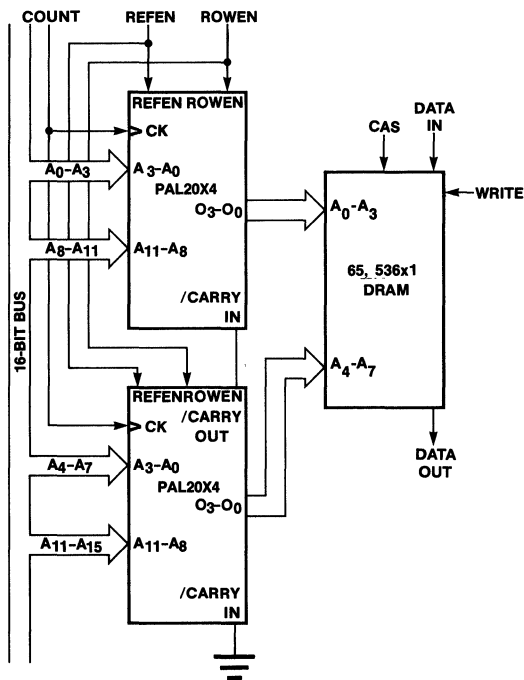 COUNT REFEN ROWEN
REFEN ROWEN
CK
A0-A3
A3-A0
PAL20X4
O3-O0
A8-A11
A11-A8
/CARRY
IN
CAS
DATA
IN
WRITE
A0-A3
65, 536x1
DRAM
A4-A7
DATA
OUT
16-BIT BUS
REFEN ROWEN
/CARRY
OUT
CK
A4-A7
A3-A0
PAL20X4
O3-O0
A11-A15
A11-A8
/CARRY
IN